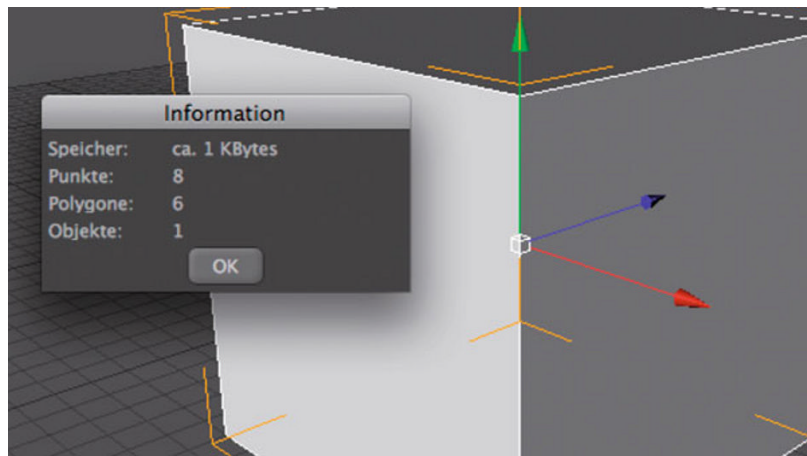 Information
Speicher: ca. 1 KBytes
Punkte: 8
Polygone: 6
Objekte: 1
OK